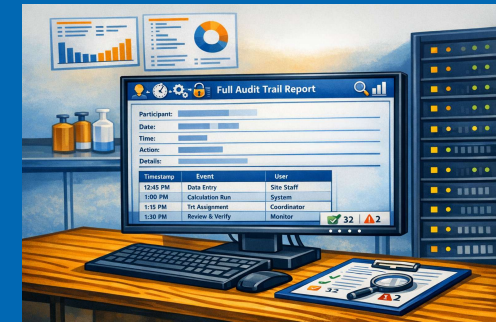 Full Audit Trail Report
Participant:
Date:
Time:
Action:
Details:
Timestamp Event User
12:45 PM Data Entry Site Staff
1:00 PM Calculation Run System
1:15 PM Trt Assignment Coordinator
1:30 PM Review & Verify Monitor
32 2
32 2